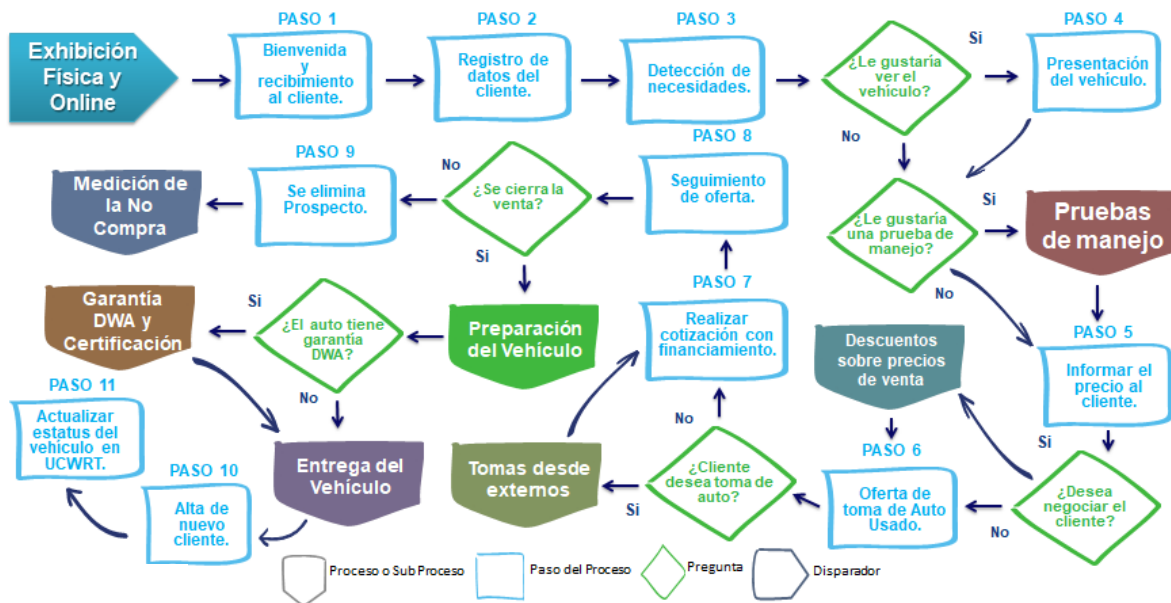 Exhibición
Física y
Online
PASO 1
Bienvenida
y
recibimiento
al cliente.
PASO 2
Registro de
datos del
cliente.
PASO 3
Detección de
necesidades.
¿Le gustaría
ver el
vehículo?
Si
No
PASO 4
Presentación
del vehículo.
¿Le gustaría
una prueba de
manejo?
Si
No
Pruebas
de manejo
PASO 5
Informar el
precio al
cliente.
¿Desea
negociar el
cliente?
Si
No
Descuentos
sobre precios
de venta
PASO 6
Oferta de
toma de Auto
Usado.
¿Cliente
desea toma de
auto?
Si
No
Tomas desde
externos
PASO 7
Realizar
cotización con
financiamiento.
PASO 8
Seguimiento
de oferta.
¿Se cierra la
venta?
No
Si
PASO 9
Se elimina
Prospecto.
Medición de
la No
Compra
Preparación
del Vehículo
¿El auto tiene
garantía
DWA?
Si
No
Garantía
DWA y
Certificación
Entrega del
Vehículo
PASO 10
Alta de
nuevo
cliente.
PASO 11
Actualizar
estatus del
vehículo en
UCWRT.
Proceso o Sub Proceso
Paso del Proceso
Pregunta
Disparador